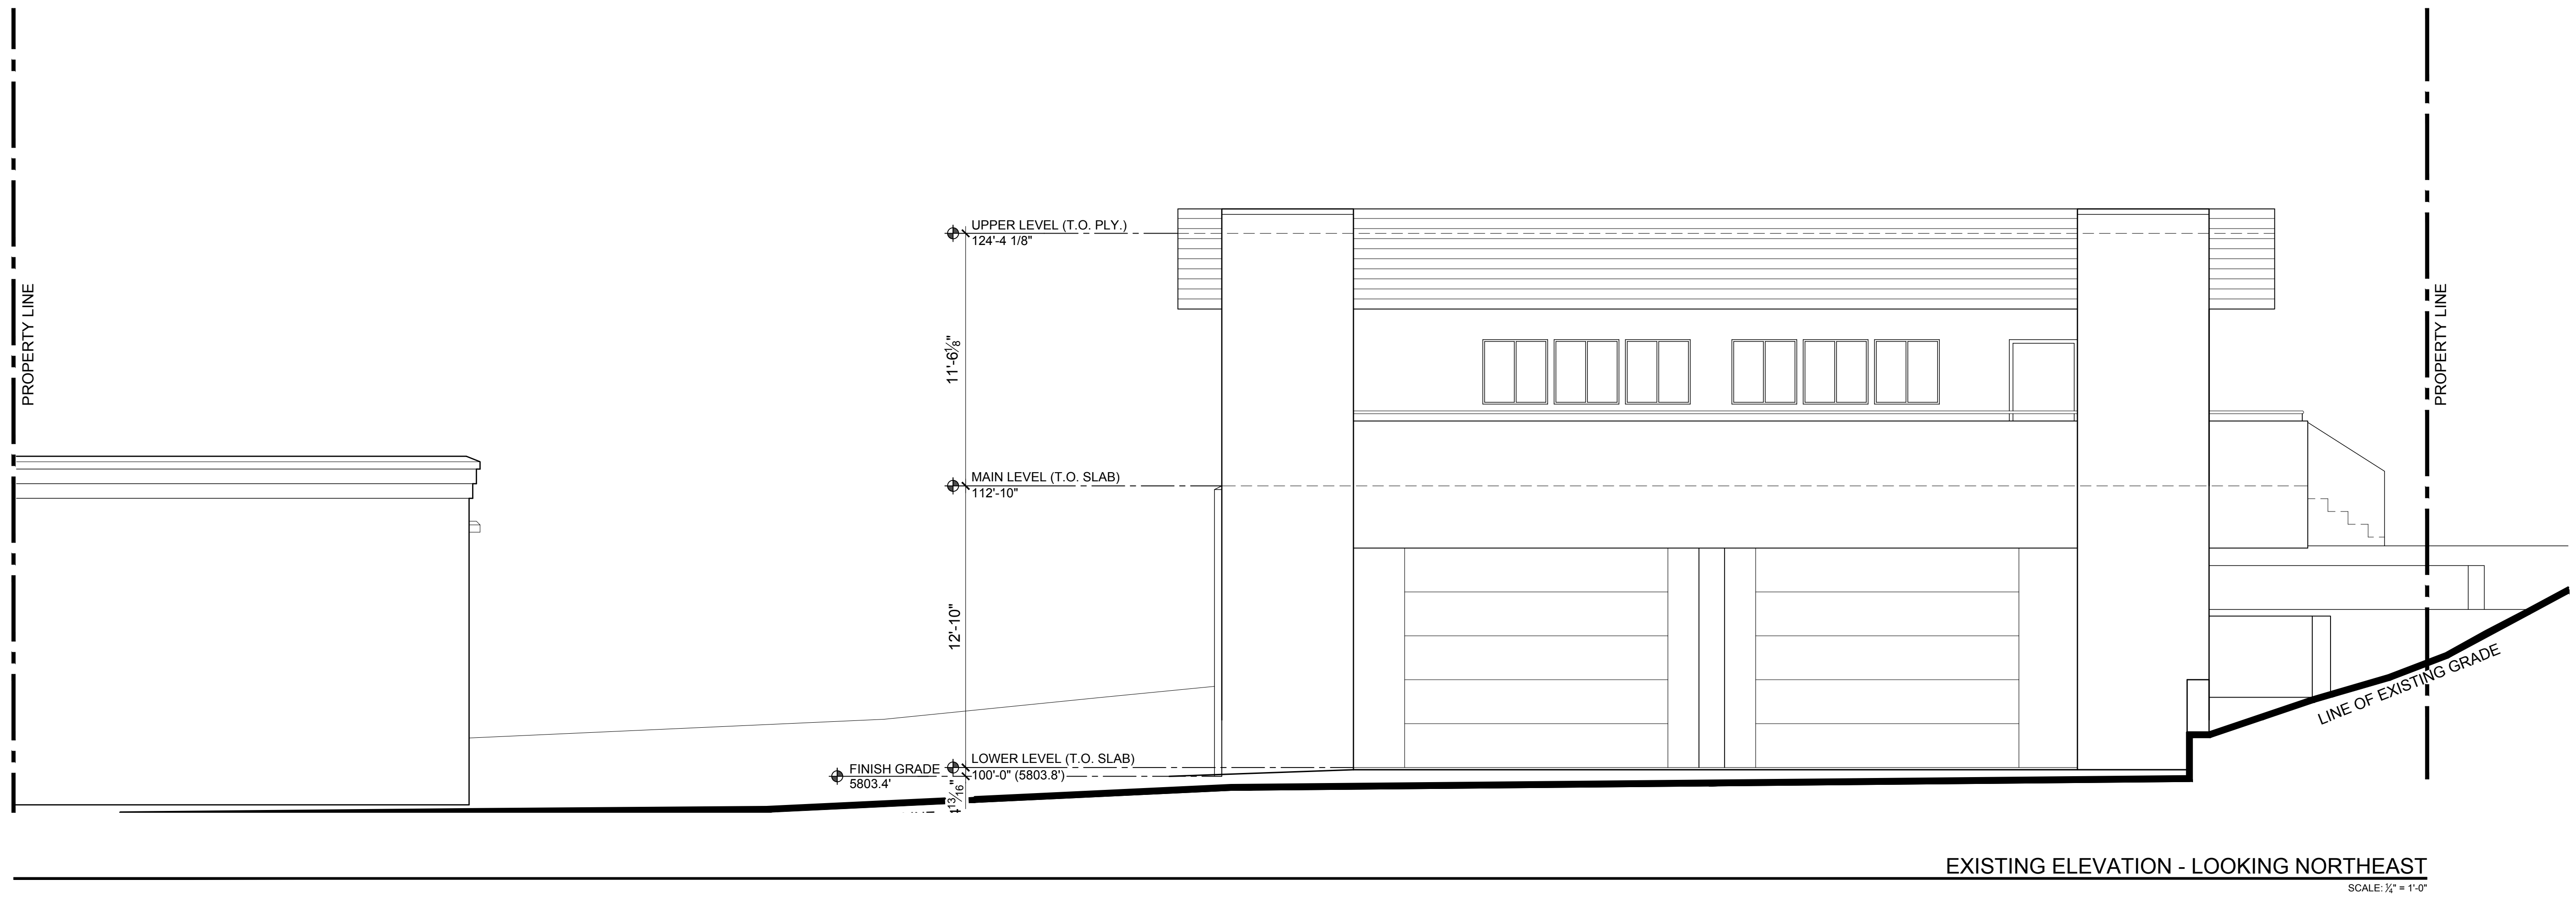 UPPER LEVEL (T.O. PLY.)
124'-4 1/8"
PROPERTY LINE
PROPERTY LINE
11'-6⅛"
MAIN LEVEL (T.O. SLAB)
112'-10"
12'-10"
LINE OF EXISTING GRADE
LOWER LEVEL (T.O. SLAB)
100'-0" (5803.8')
FINISH GRADE
5803.4'
EXISTING ELEVATION - LOOKING NORTHEAST
SCALE: ¼" = 1'-0"